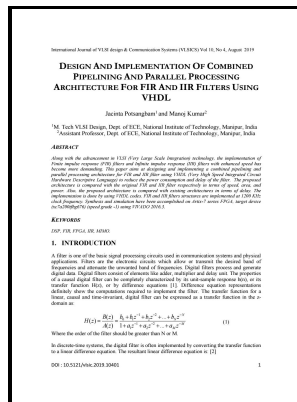 International Journal of VLSI design & Communication Systems (VLSICS) Vol 10, No 4, August 2019
DESIGN AND IMPLEMENTATION OF COMBINED
PIPELINING AND PARALLEL PROCESSING
ARCHITECTURE FOR FIR AND IIR FILTERS USING
VHDL
Jacinta Potsangbam¹ and Manoj Kumar²
¹M. Tech VLSI Design, Dept. of ECE, National Institute of Technology, Manipur, India
²Assistant Professor, Dept. of ECE, National Institute of Technology, Manipur, India
ABSTRACT
Along with the advancement in VLSI (Very Large Scale Integration) technology, the implementation of
Finite impulse response (FIR) filters and Infinite impulse response (IIR) filters with enhanced speed has
become more demanding. This paper aims at designing and implementing a combined pipelining and
parallel processing architecture for FIR and IIR filter using VHDL (Very High Speed Integrated Circuit
Hardware Descriptive Language) to reduce the power consumption and delay of the filter. The proposed
architecture is compared with the original FIR and IIR filter respectively in terms of speed, area, and
power. Also, the proposed architecture is compared with existing architectures in terms of delay. The
implementation is done by using VHDL codes. FIR and IIR filters structures are implemented at 1200 KHz
clock frequency. Synthesis and simulation have been accomplished on Artix-7 series FPGA, target device
(speed grade -1) using VIVADO 2016.3.
KEYWORDS
DSP, FIR, FPGA, IIR, MIMO.
1. INTRODUCTION
A filter is one of the basic signal processing circuits used in communication systems and physical
applications. Filters are the electronic circuits which allow or transmit the desired band of
frequencies and attenuate the unwanted band of frequencies. Digital filters process and generate
digital data. Digital filters consist of elements like adder, multiplier and delay unit. The properties
of a causal digital filter can be completely characterized by its unit-sample response h(n), or its
transfer function H(z), or by difference equations [1]. Difference equation representations
definitely show the computations required to implement the filter. The transfer function for a
linear, causal and time-invariant, digital filter can be expressed as a transfer function in the z-
domain as:
H(z) = B(z)/A(z) = (b₀ + b₁z⁻¹ + b₂z⁻² + ... + b_N z⁻ᴺ)/(1 + a₁z⁻¹ + a₂z⁻² + ... + a_M z⁻ᴹ) (1)
Where the order of the filter should be greater than N or M
In discrete-time systems, the digital filter is often implemented by converting the transfer function
to a linear difference equation. The resultant linear difference equation is: [2]
DOI : 10.5121/vlsic.2019.10401 1